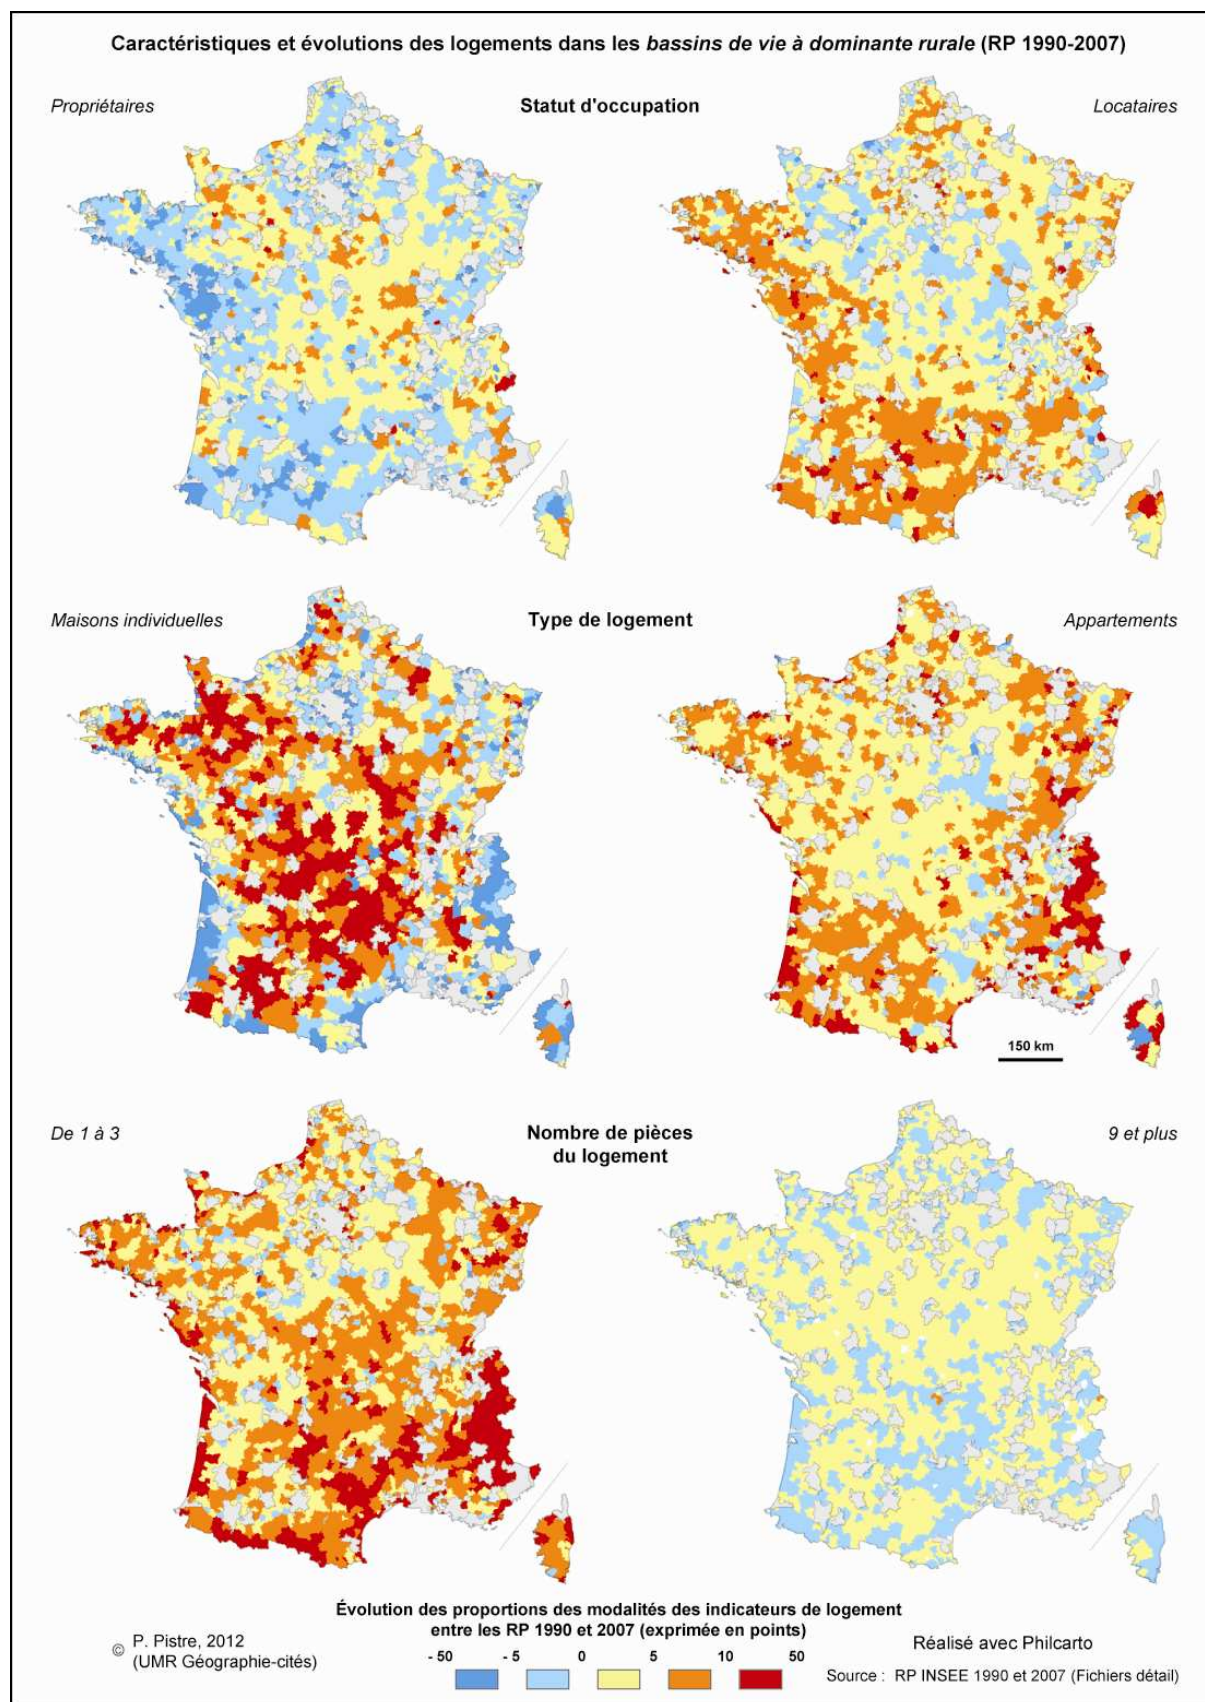 Caractéristiques et évolutions des logements dans les bassins de vie à dominante rurale (RP 1990-2007)
Propriétaires
Statut d'occupation
Locataires
Maisons individuelles
Type de logement
Appartements
150 km
De 1 à 3
Nombre de pièces
du logement
9 et plus
Évolution des proportions des modalités des indicateurs de logement
entre les RP 1990 et 2007 (exprimée en points)
- 50 - 5 0 5 10 50
© P. Pistre, 2012
(UMR Géographie-cités)
Réalisé avec Philcarto
Source : RP INSEE 1990 et 2007 (Fichiers détail)